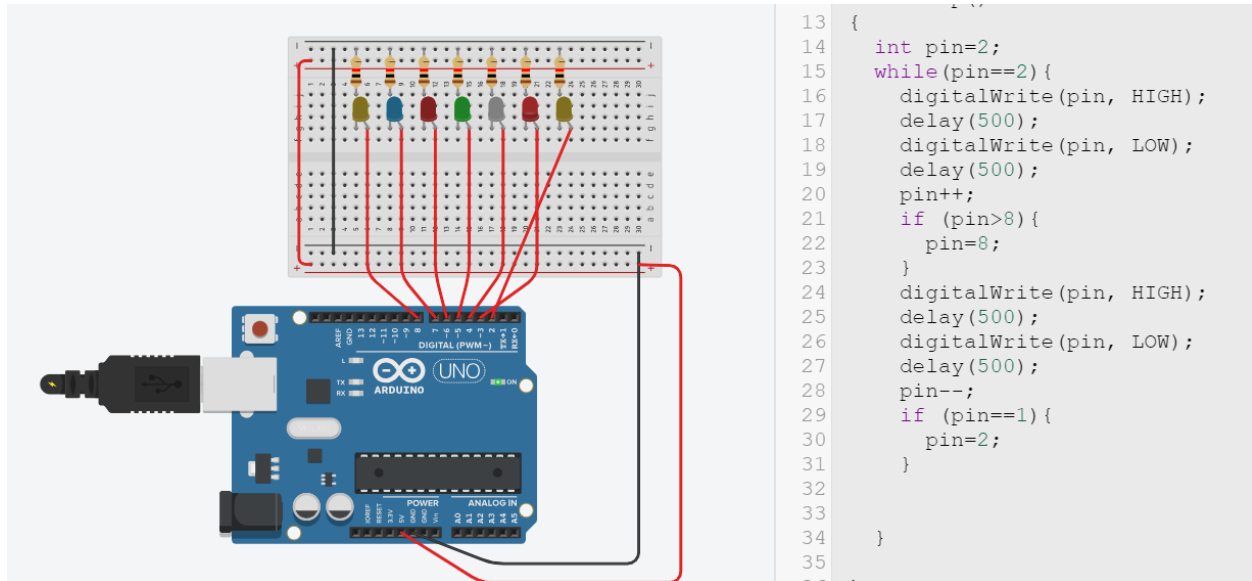 13 {
14 int pin=2;
15 while(pin==2){
16 digitalWrite(pin, HIGH);
17 delay(500);
18 digitalWrite(pin, LOW);
19 delay(500);
20 pin++;
21 if (pin>8){
22 pin=8;
23 }
24 digitalWrite(pin, HIGH);
25 delay(500);
26 digitalWrite(pin, LOW);
27 delay(500);
28 pin--;
29 if (pin==1){
30 pin=2;
31 }
32
33
34 }
35
AREF GND 13 12 ~11 ~10 ~9 8 7 ~6 ~5 4 ~3 2 TX→1 RX←0
DIGITAL (PWM~)
L
TX
RX
ARDUINO
UNO
ON
POWER
ANALOG IN
IOREF RESET 3.3V 5V GND GND Vin A0 A1 A2 A3 A4 A5